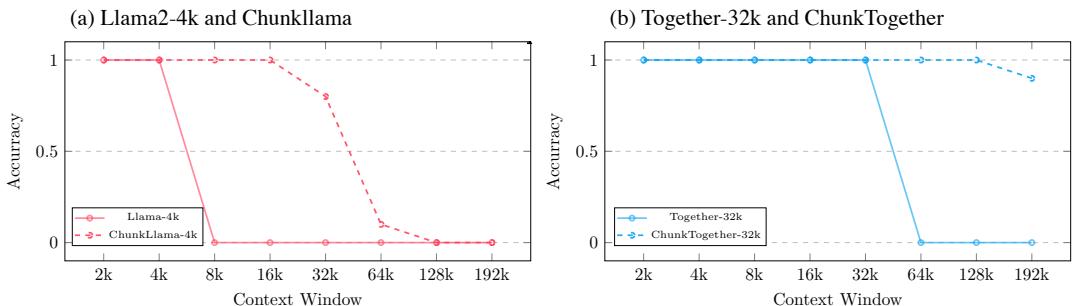 (a) Llama2-4k and Chunkllama
1
0.5
0
Accurracy
Llama-4k
ChunkLlama-4k
2k 4k 8k 16k 32k 64k 128k 192k
Context Window
(b) Together-32k and ChunkTogether
1
0.5
0
Accurracy
Together-32k
ChunkTogether-32k
2k 4k 8k 16k 32k 64k 128k 192k
Context Window